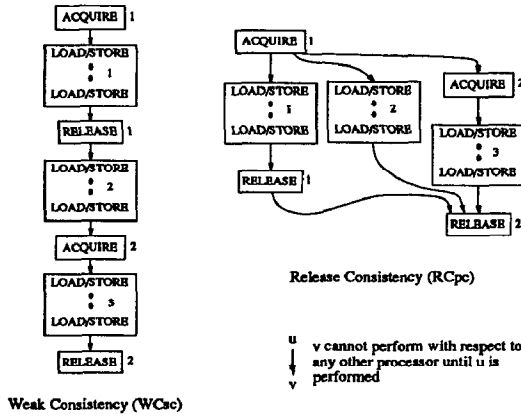 ACQUIRE 1
LOAD/STORE
1
LOAD/STORE
RELEASE 1
LOAD/STORE
2
LOAD/STORE
ACQUIRE 2
LOAD/STORE
3
LOAD/STORE
RELEASE 2
Weak Consistency (WCsc)
ACQUIRE 1
LOAD/STORE
1
LOAD/STORE
RELEASE 1
LOAD/STORE
2
LOAD/STORE
ACQUIRE 2
LOAD/STORE
3
LOAD/STORE
RELEASE 2
Release Consistency (RCpc)
u
v
v cannot perform with respect to
any other processor until u is
performed